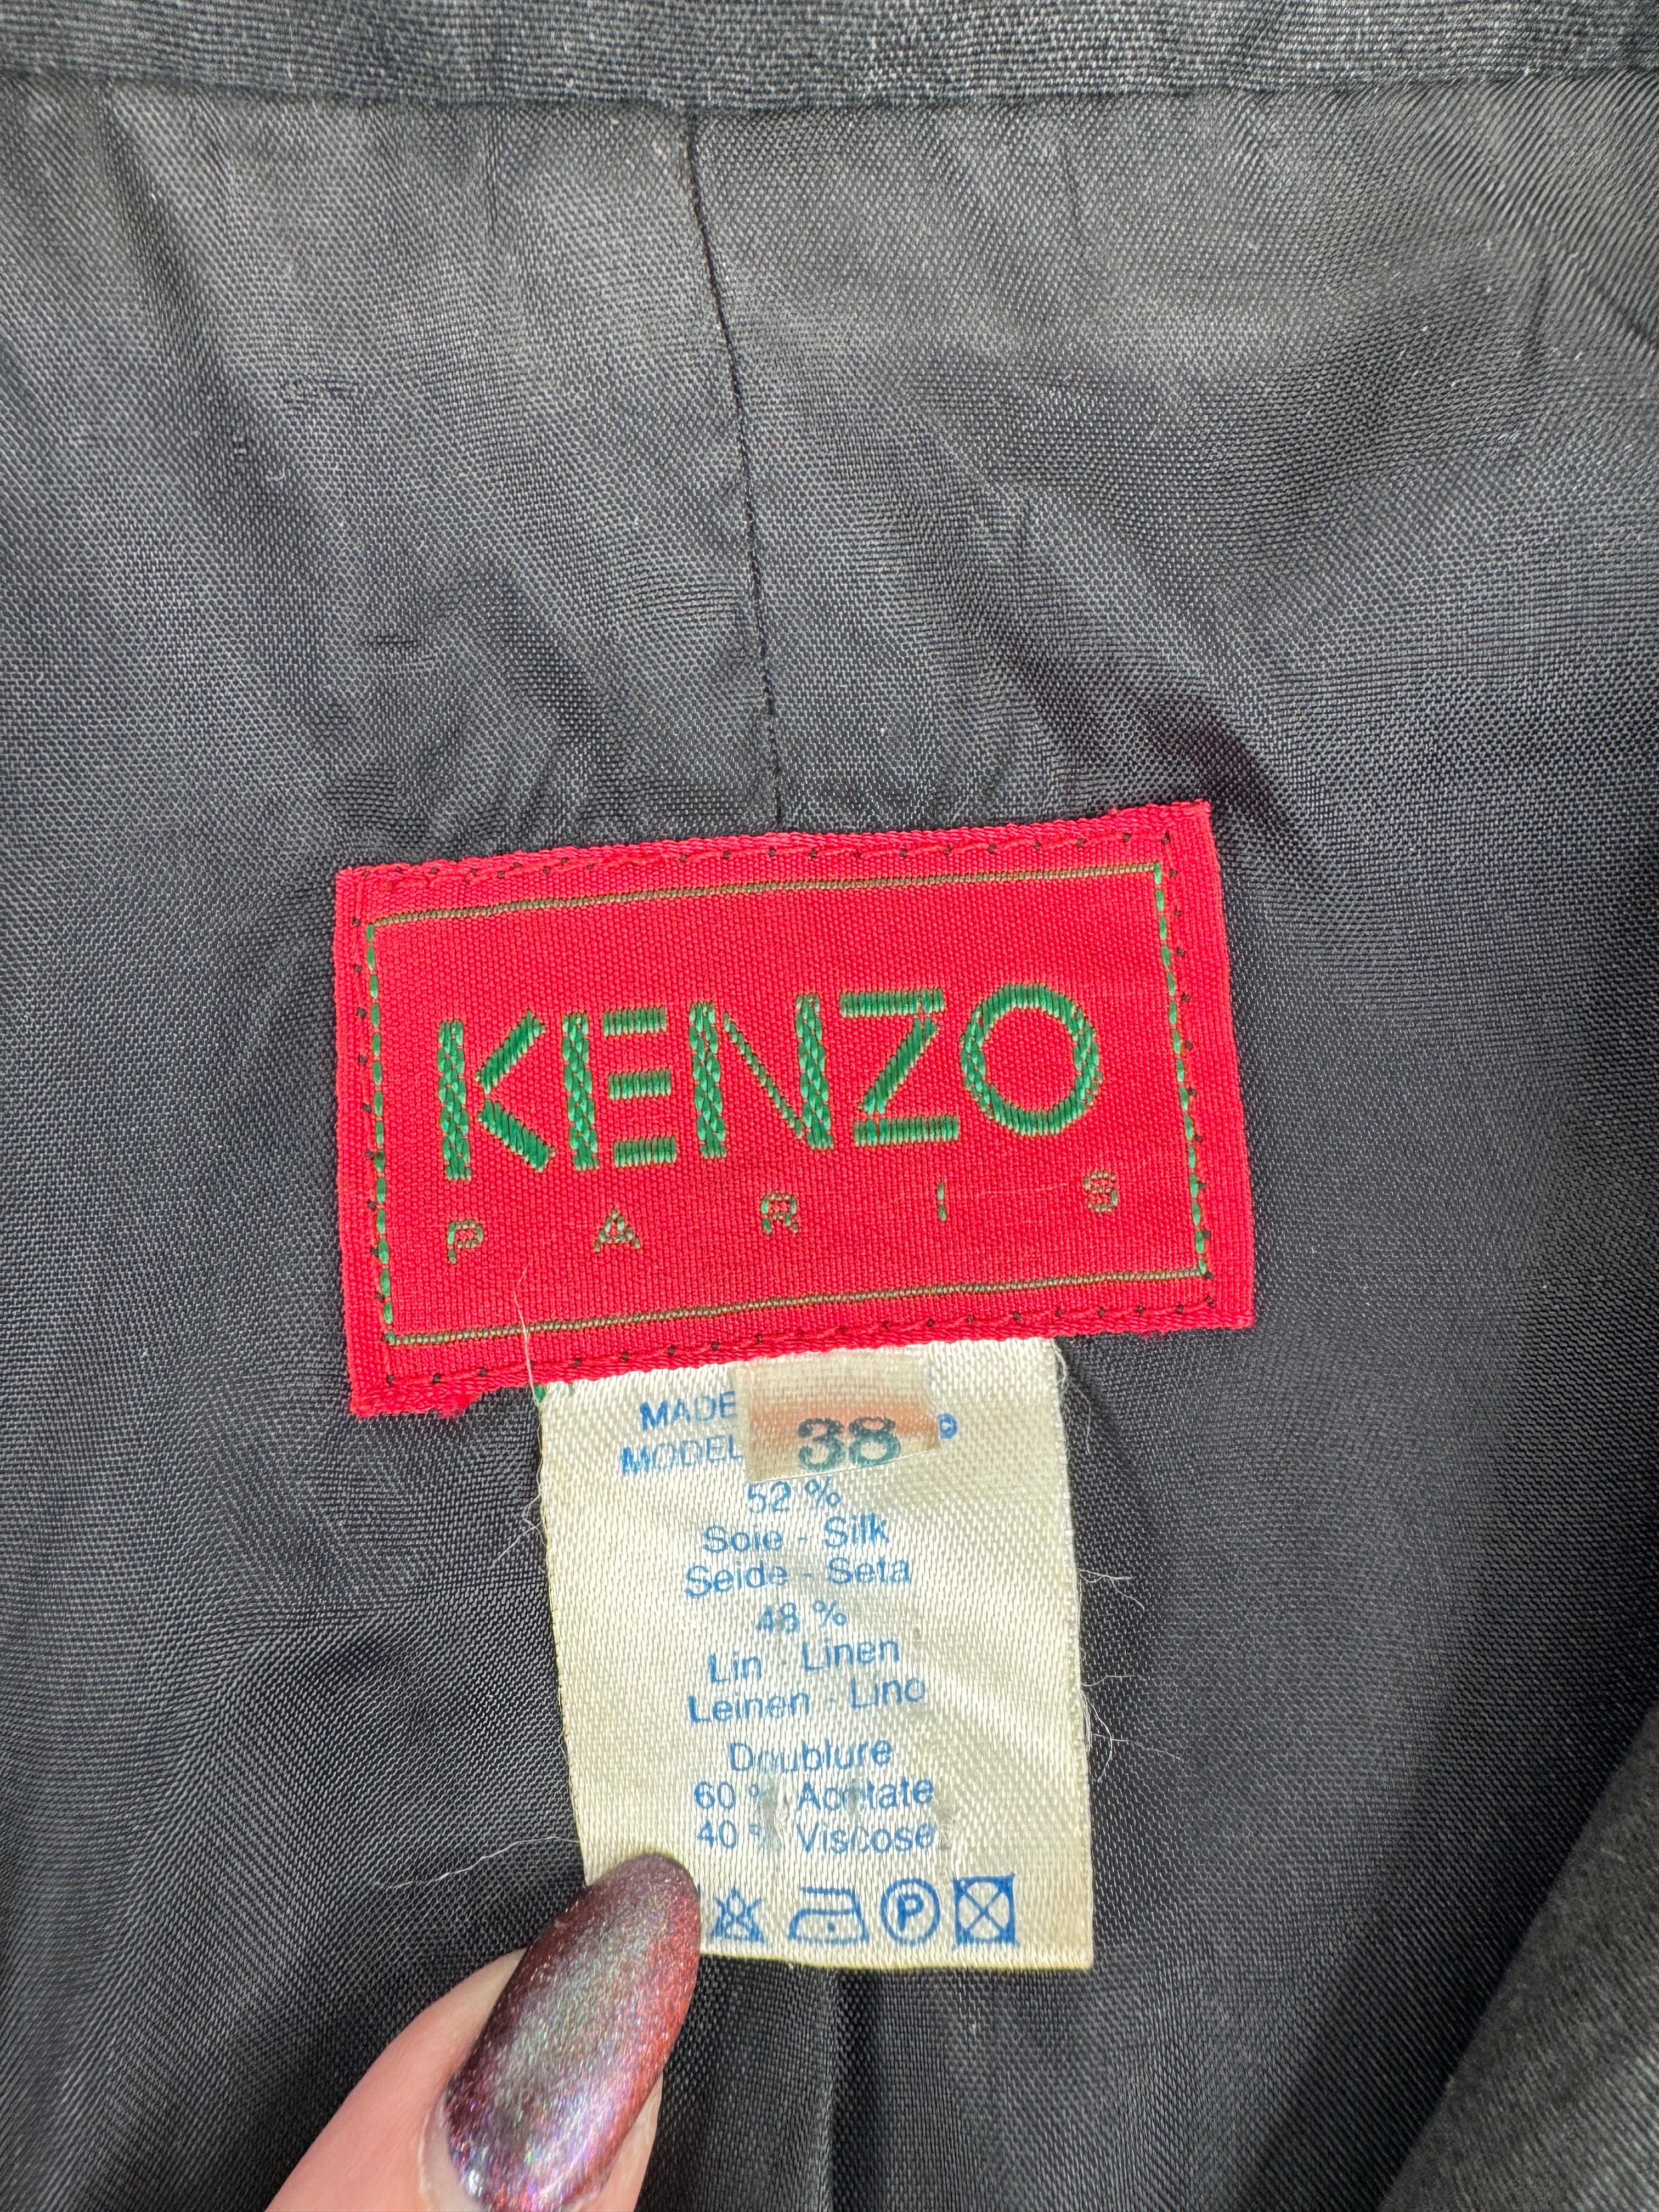 KENZO
PARIS
MADE
38
52 %
Soie - Silk
Seide - Seta
48 %
Lin - Linen
Leinen - Lino
Doublure
60 % Acetate
40 % Viscose
P